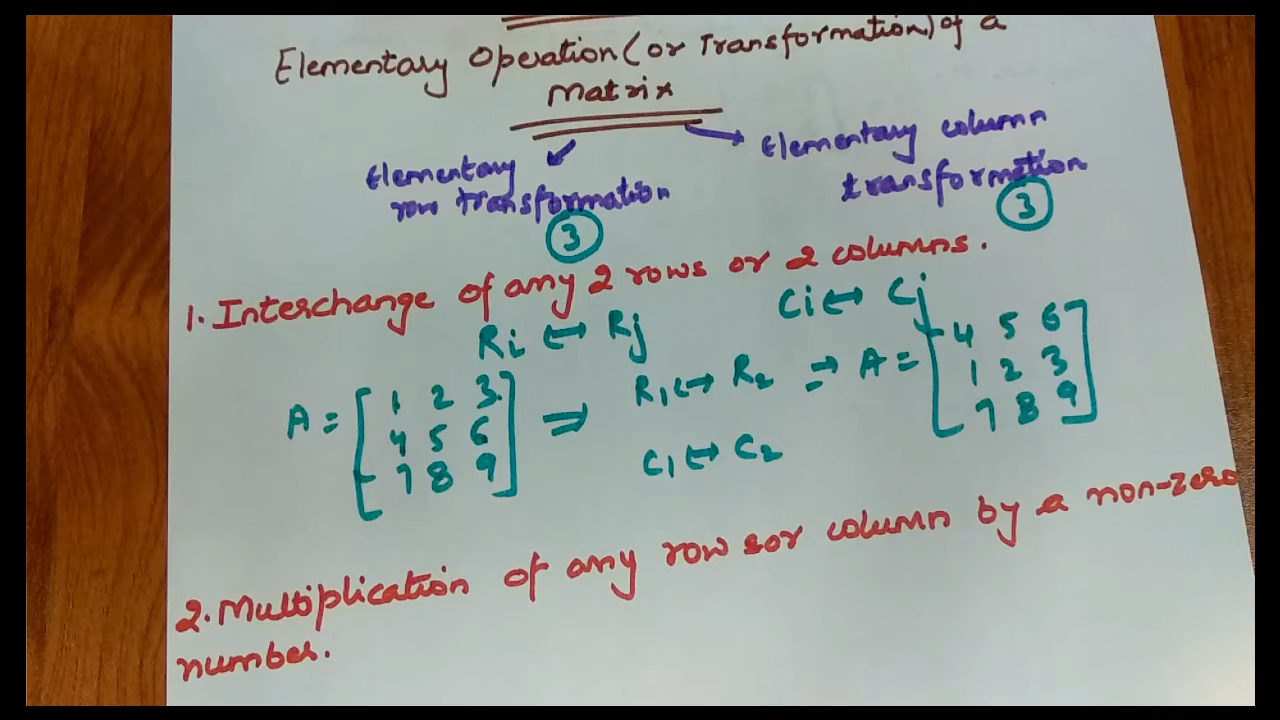 Elementary Operation (or Transformation) of a
Matrix
Elementary
row transformation
3
Elementary column
transformation
3
1. Interchange of any 2 rows or 2 columns.
Ri ↔ Rj
Ci ↔ Cj
A = [1 2 3
4 5 6
7 8 9] ⇒
R1 ↔ R2 ⇒ A = [4 5 6
1 2 3
7 8 9]
C1 ↔ C2
2. Multiplication of any row or column by a non-zero
number.